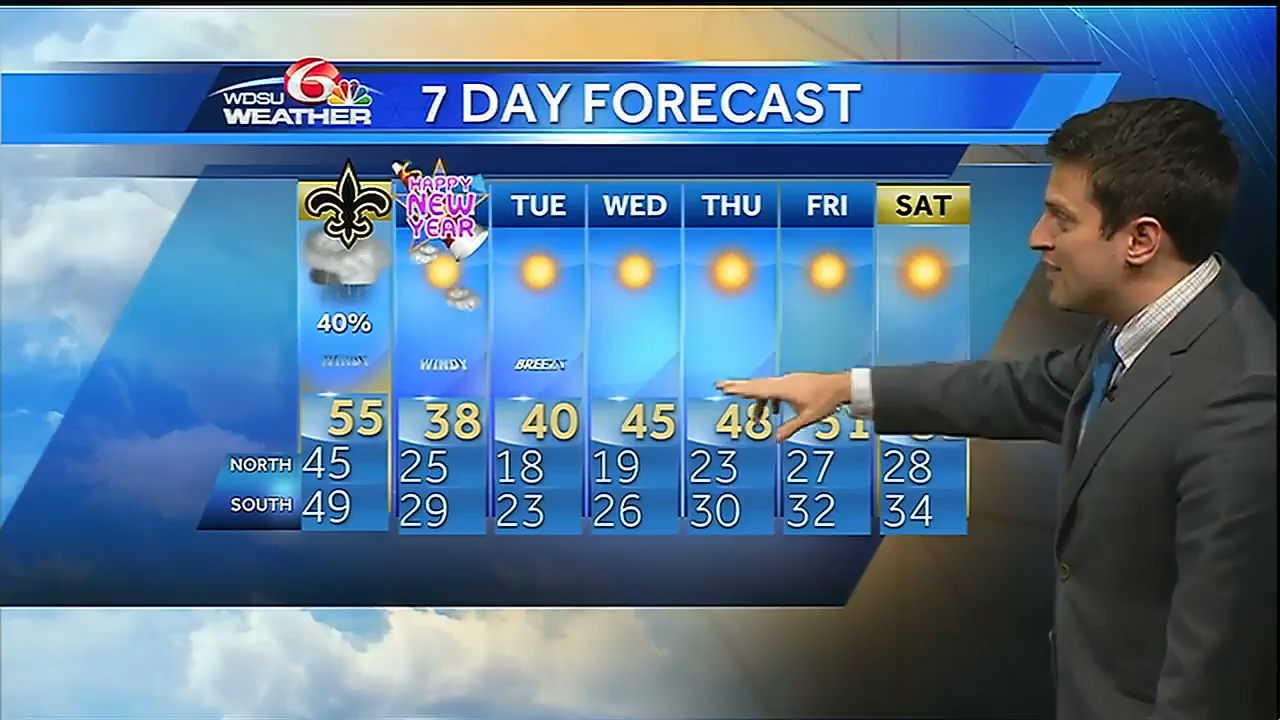 WDSU 6
WEATHER
7 DAY FORECAST
HAPPY
NEW
YEAR
TUE WED THU FRI SAT
40%
WINDY WINDY BREEZY
55 38 40 45 48 51
NORTH 45 25 18 19 23 27 28
SOUTH 49 29 23 26 30 32 34